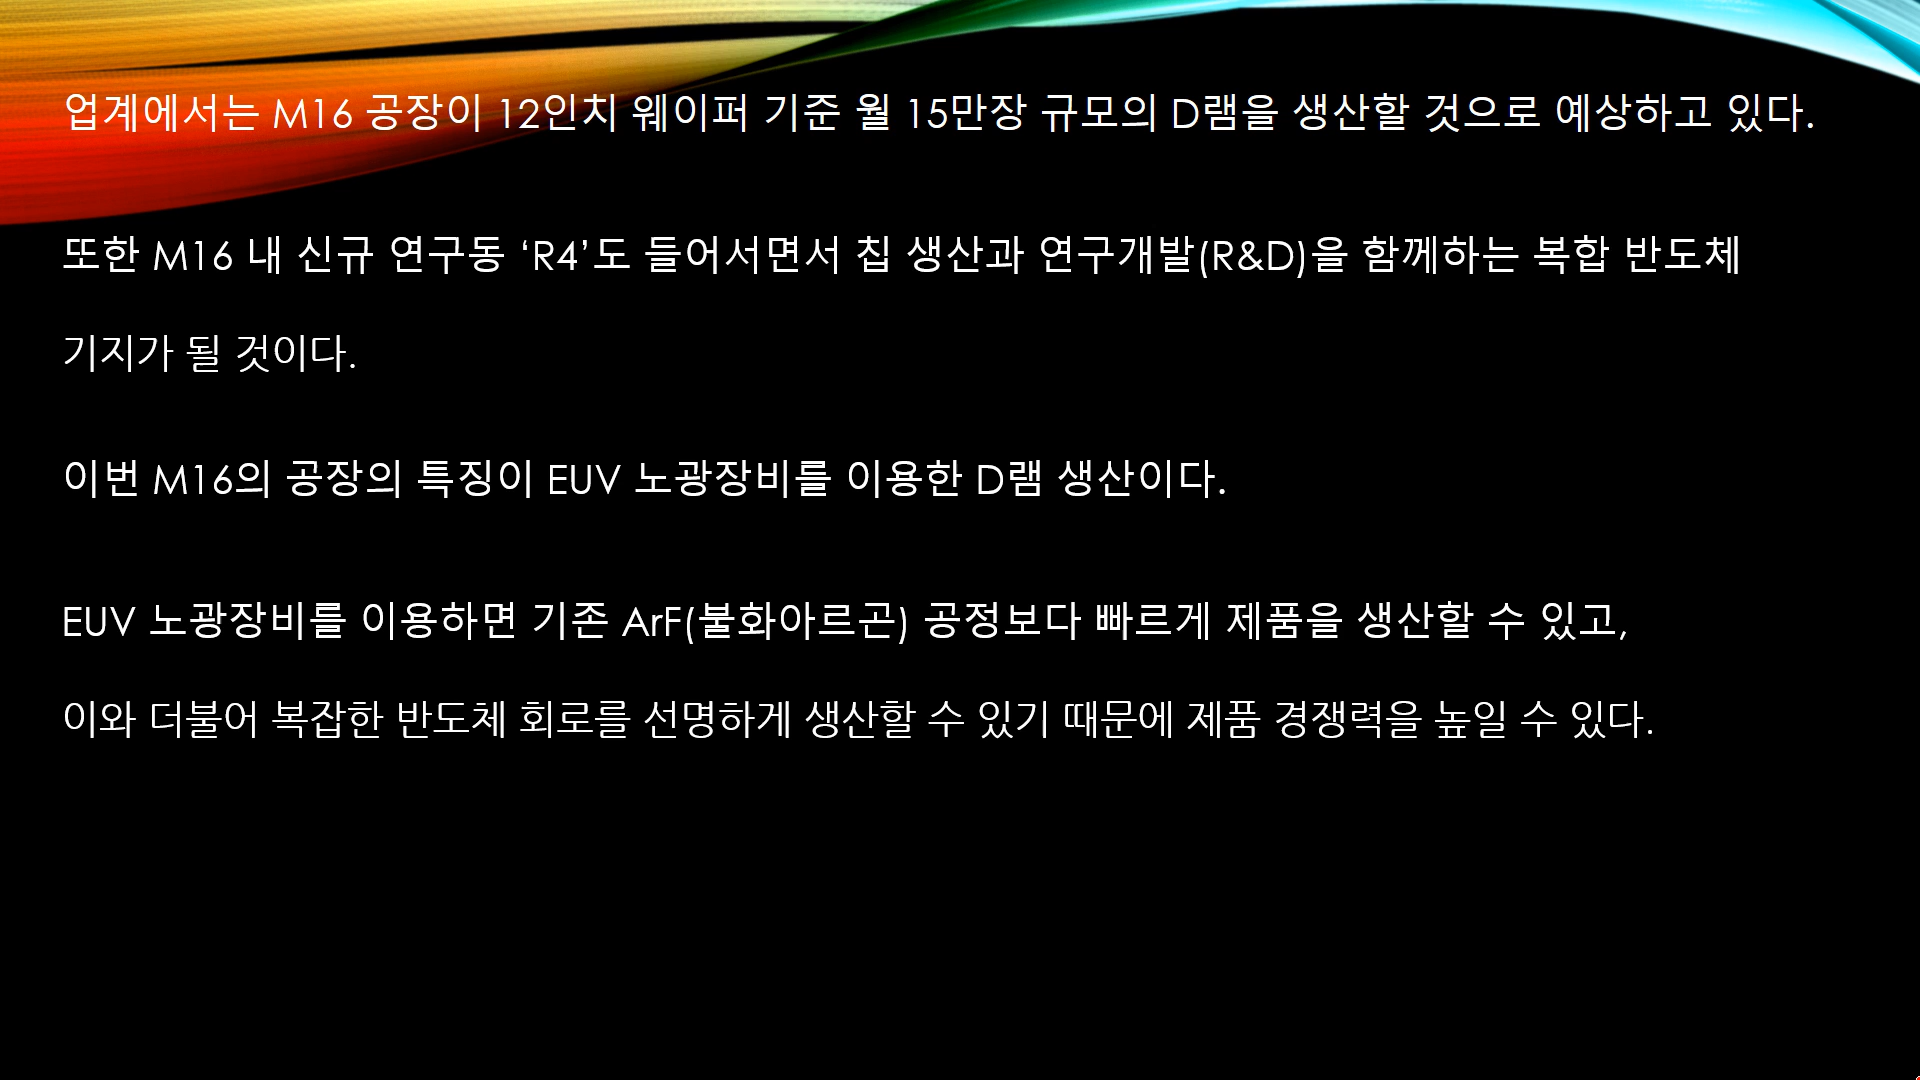 업계에서는 M16 공장이 12인치 웨이퍼 기준 월 15만장 규모의 D램을 생산할 것으로 예상하고 있다.
또한 M16 내 신규 연구동 ‘R4’도 들어서면서 칩 생산과 연구개발(R&D)을 함께하는 복합 반도체
기지가 될 것이다.
이번 M16의 공장의 특징이 EUV 노광장비를 이용한 D램 생산이다.
EUV 노광장비를 이용하면 기존 ArF(불화아르곤) 공정보다 빠르게 제품을 생산할 수 있고,
이와 더불어 복잡한 반도체 회로를 선명하게 생산할 수 있기 때문에 제품 경쟁력을 높일 수 있다.